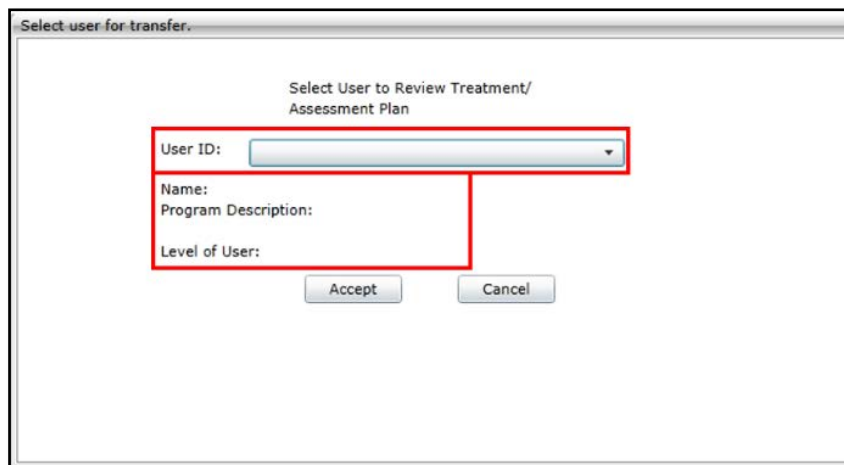 Select user for transfer.
Select User to Review Treatment/
Assessment Plan
User ID:
Name:
Program Description:
Level of User:
Accept Cancel